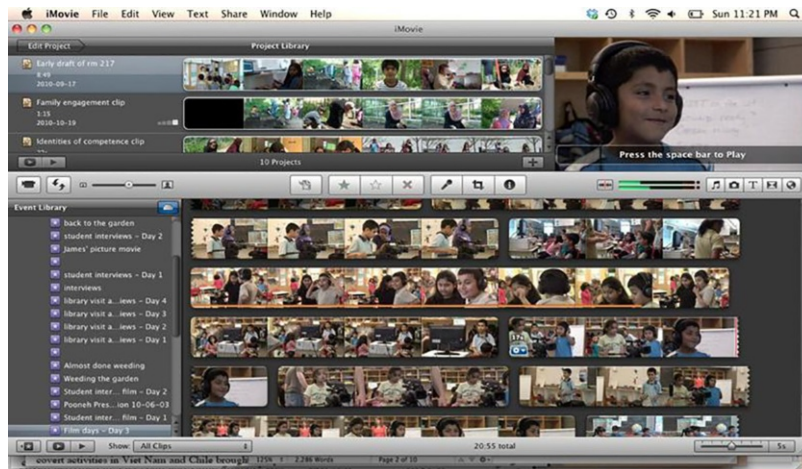 iMovie File Edit View Text Share Window Help Sun 11:21 PM
iMovie
Edit Project Project Library
Early draft of rm 217
8:49
2010-09-17
Family engagement clip
1:15
2010-10-19
Identities of competence clip
10 Projects
Press the space bar to Play
Event Library
back to the garden
student interviews - Day 2
James' picture movie
student interviews - Day 1
interviews
library visit a...iews - Day 4
library visit a...iews - Day 3
library visit a...iews - Day 2
library visit a...iews - Day 1
Almost done weeding
Weeding the garden
Student inter... film - Day 2
Pooneh Pres...ion 10-06-03
Student inter... film - Day 1
Film days - Day 3
Show: All Clips 20:55 total 5s
covert activities in Viet Nam and Chile brough 125% 2,286 Words Page 2 of 10